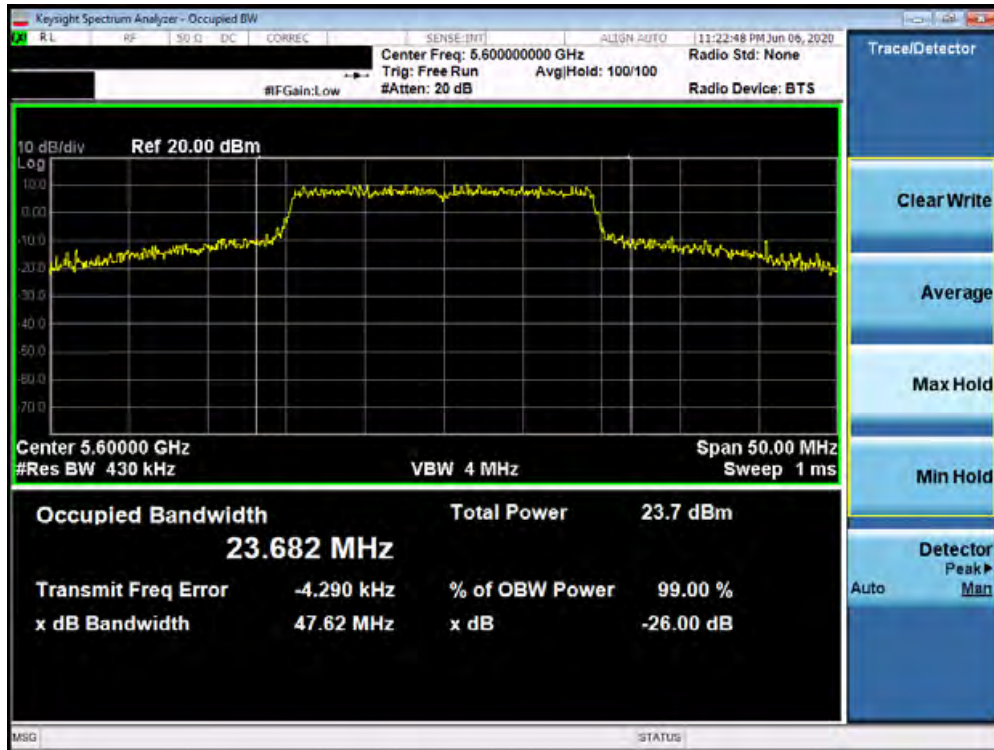 Keysight Spectrum Analyzer - Occupied BW
RL RF 50 Ω DC CORREC SENSE:INT ALIGN AUTO 11:22:48 PM Jun 06, 2020
Center Freq: 5.600000000 GHz Radio Std: None
Trig: Free Run Avg|Hold: 100/100
#IFGain:Low #Atten: 20 dB Radio Device: BTS
10 dB/div Ref 20.00 dBm
Log
10.0
0.00
-10.0
-20.0
-30.0
-40.0
-50.0
-60.0
-70.0
Center 5.60000 GHz Span 50.00 MHz
#Res BW 430 kHz VBW 4 MHz Sweep 1 ms
Occupied Bandwidth Total Power 23.7 dBm
23.682 MHz
Transmit Freq Error -4.290 kHz % of OBW Power 99.00 %
x dB Bandwidth 47.62 MHz x dB -26.00 dB
Trace/Detector
Clear Write
Average
Max Hold
Min Hold
Detector
Peak▶
Auto Man
MSG STATUS